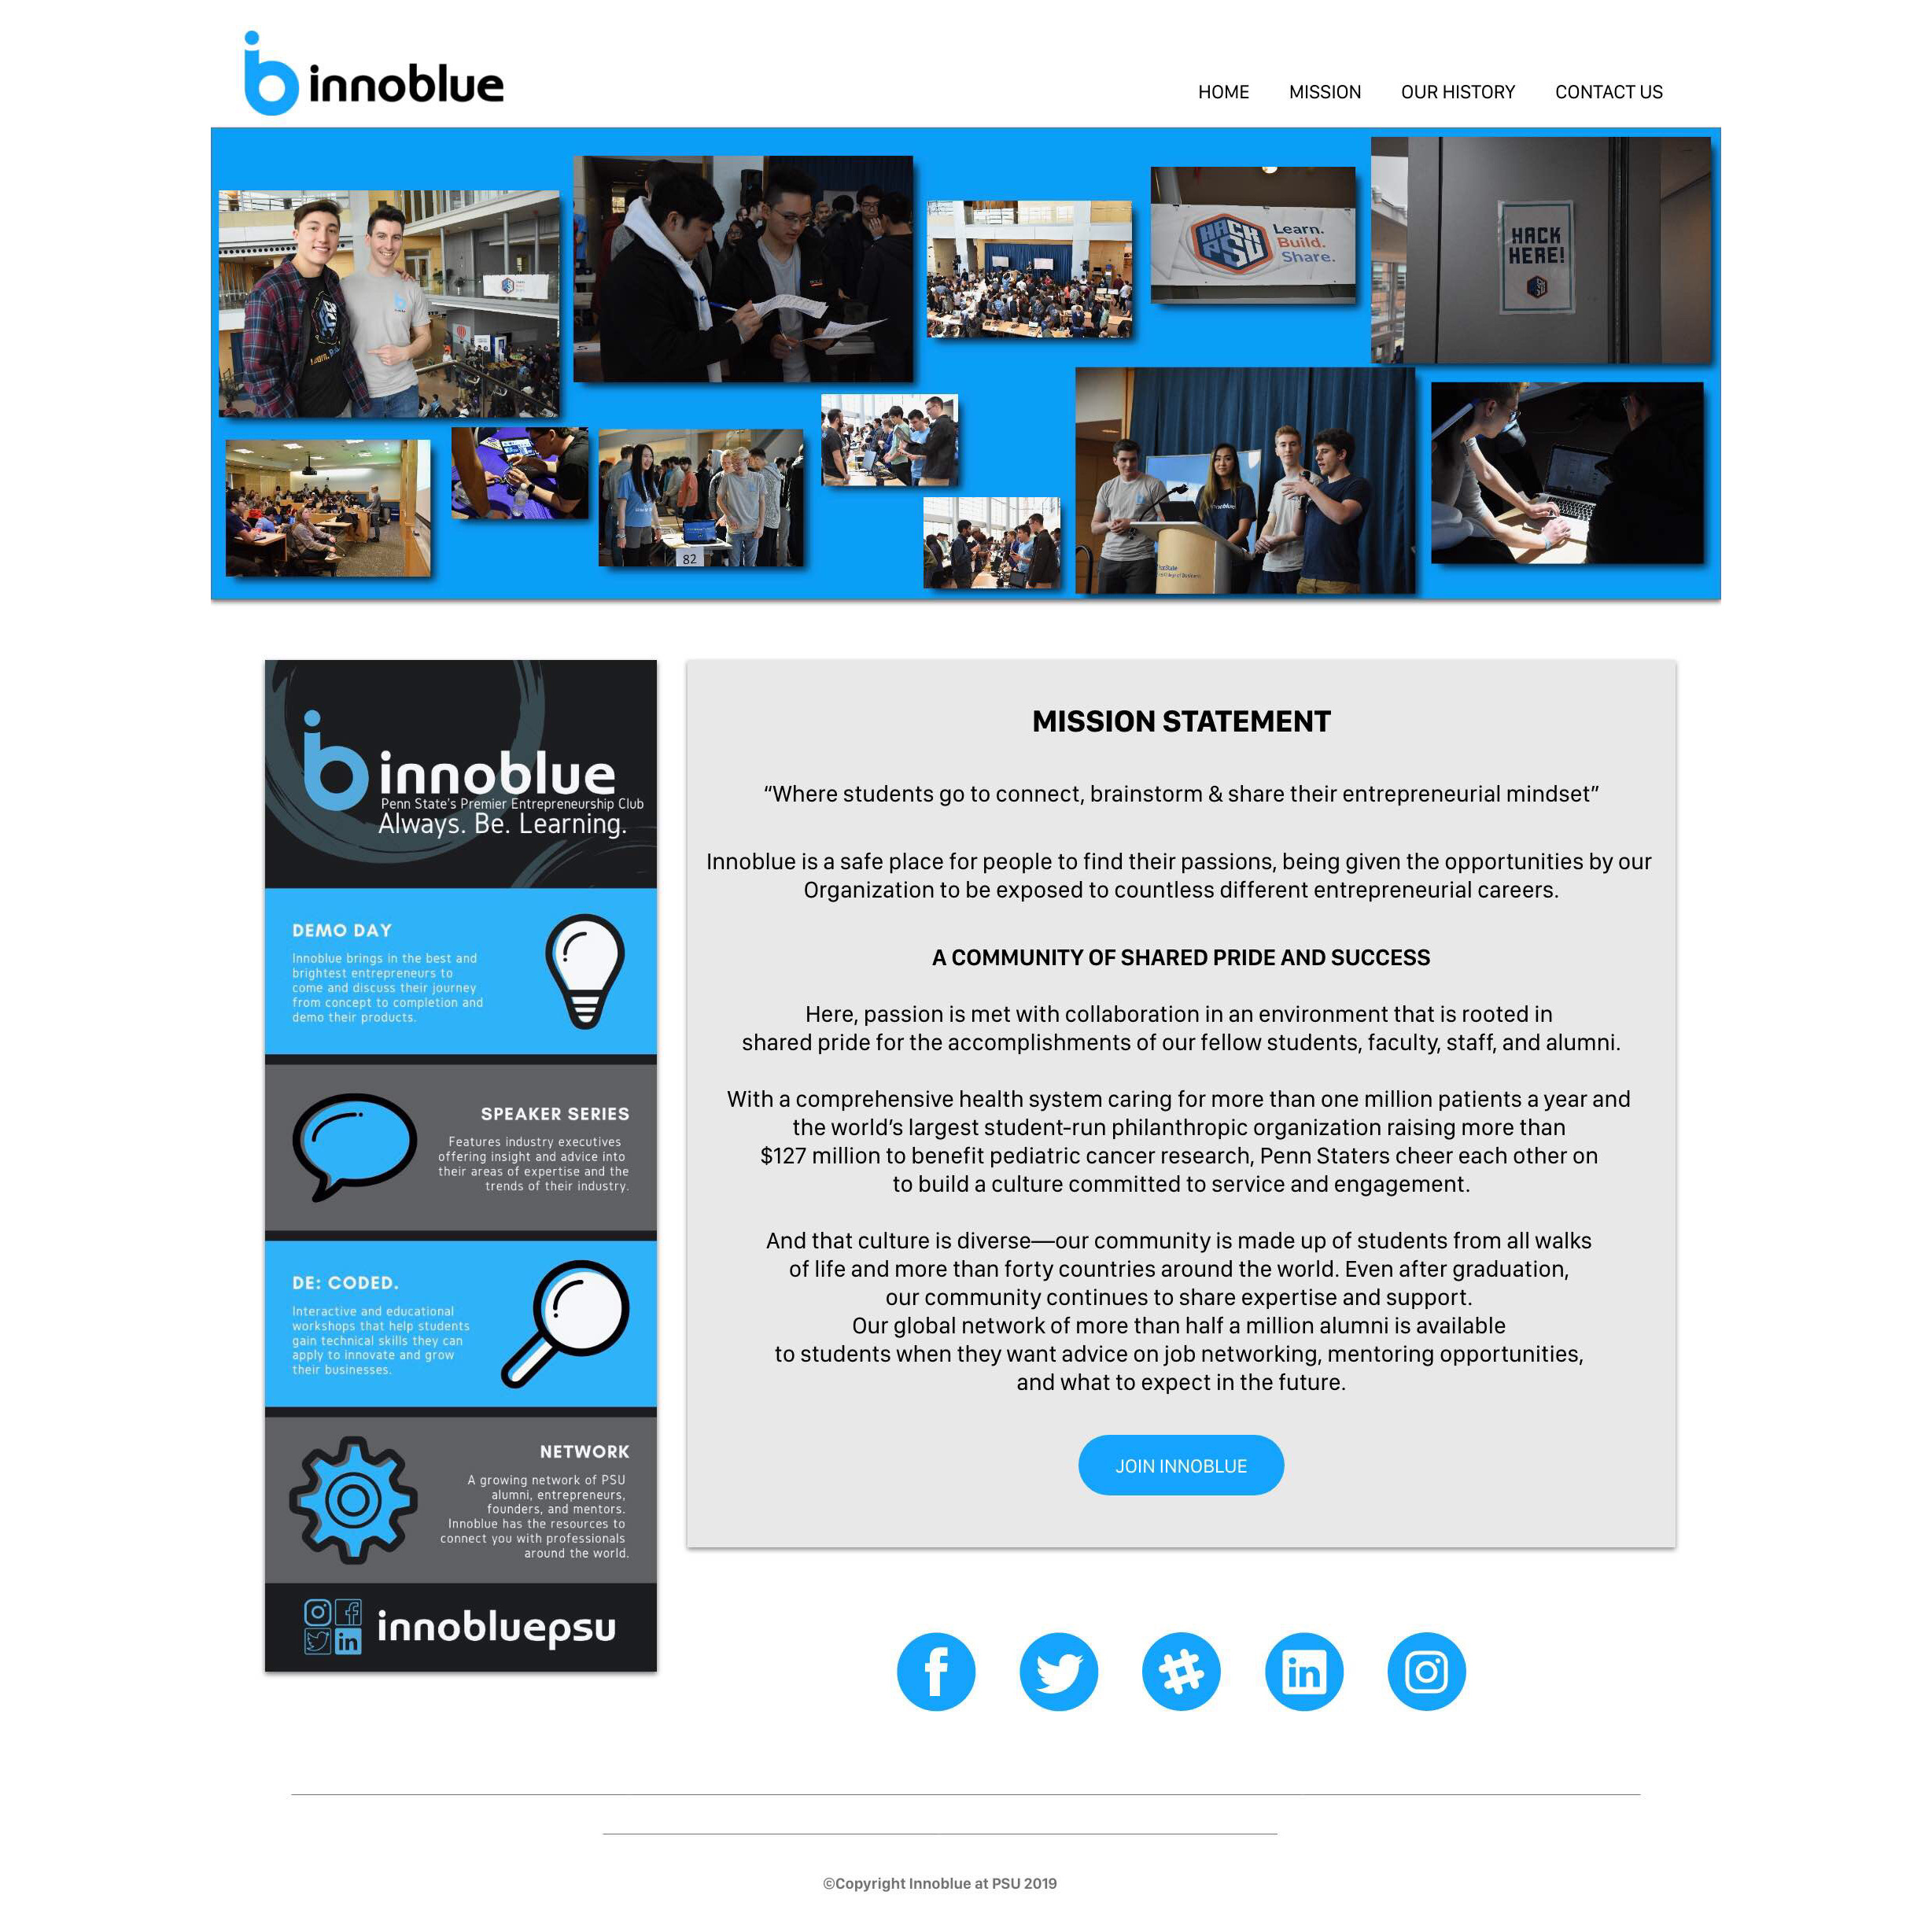 innoblue
HOME MISSION OUR HISTORY CONTACT US
HACK PSU
Learn.
Build.
Share.
HACK
HERE!
82
innoblue
Penn State's Premier Entrepreneurship Club
Always. Be. Learning.
DEMO DAY
Innoblue brings in the best and
brightest entrepreneurs to
come and discuss their journey
from concept to completion and
demo their products.
SPEAKER SERIES
Features industry executives
offering insight and advice into
their areas of expertise and the
trends of their industry.
DE: CODED.
Interactive and educational
workshops that help students
gain technical skills they can
apply to innovate and grow
their businesses.
NETWORK
A growing network of PSU
alumni, entrepreneurs,
founders, and mentors.
Innoblue has the resources to
connect you with professionals
around the world.
innobluepsu
MISSION STATEMENT
“Where students go to connect, brainstorm & share their entrepreneurial mindset”
Innoblue is a safe place for people to find their passions, being given the opportunities by our
Organization to be exposed to countless different entrepreneurial careers.
A COMMUNITY OF SHARED PRIDE AND SUCCESS
Here, passion is met with collaboration in an environment that is rooted in
shared pride for the accomplishments of our fellow students, faculty, staff, and alumni.
With a comprehensive health system caring for more than one million patients a year and
the world’s largest student-run philanthropic organization raising more than
$127 million to benefit pediatric cancer research, Penn Staters cheer each other on
to build a culture committed to service and engagement.
And that culture is diverse—our community is made up of students from all walks
of life and more than forty countries around the world. Even after graduation,
our community continues to share expertise and support.
Our global network of more than half a million alumni is available
to students when they want advice on job networking, mentoring opportunities,
and what to expect in the future.
JOIN INNOBLUE
©Copyright Innoblue at PSU 2019